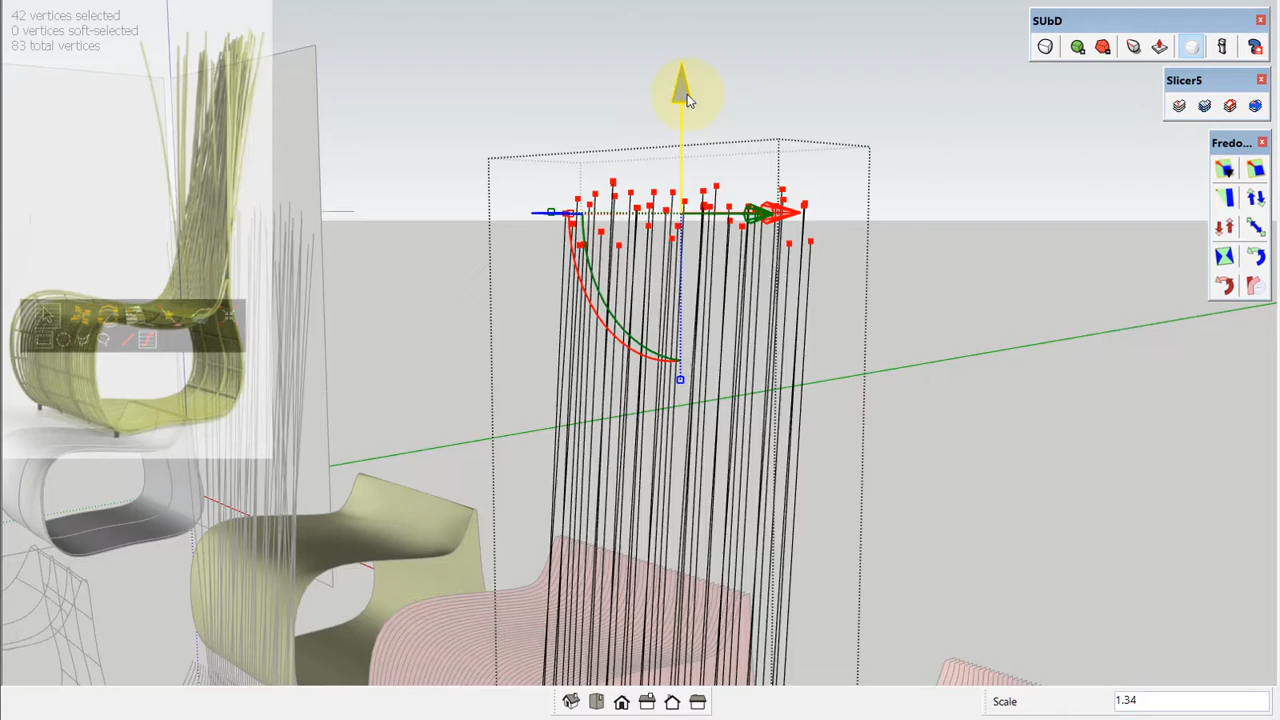 42 vertices selected
0 vertices soft-selected
83 total vertices
SUbD
Slicer5
Fredo...
Scale
1.34